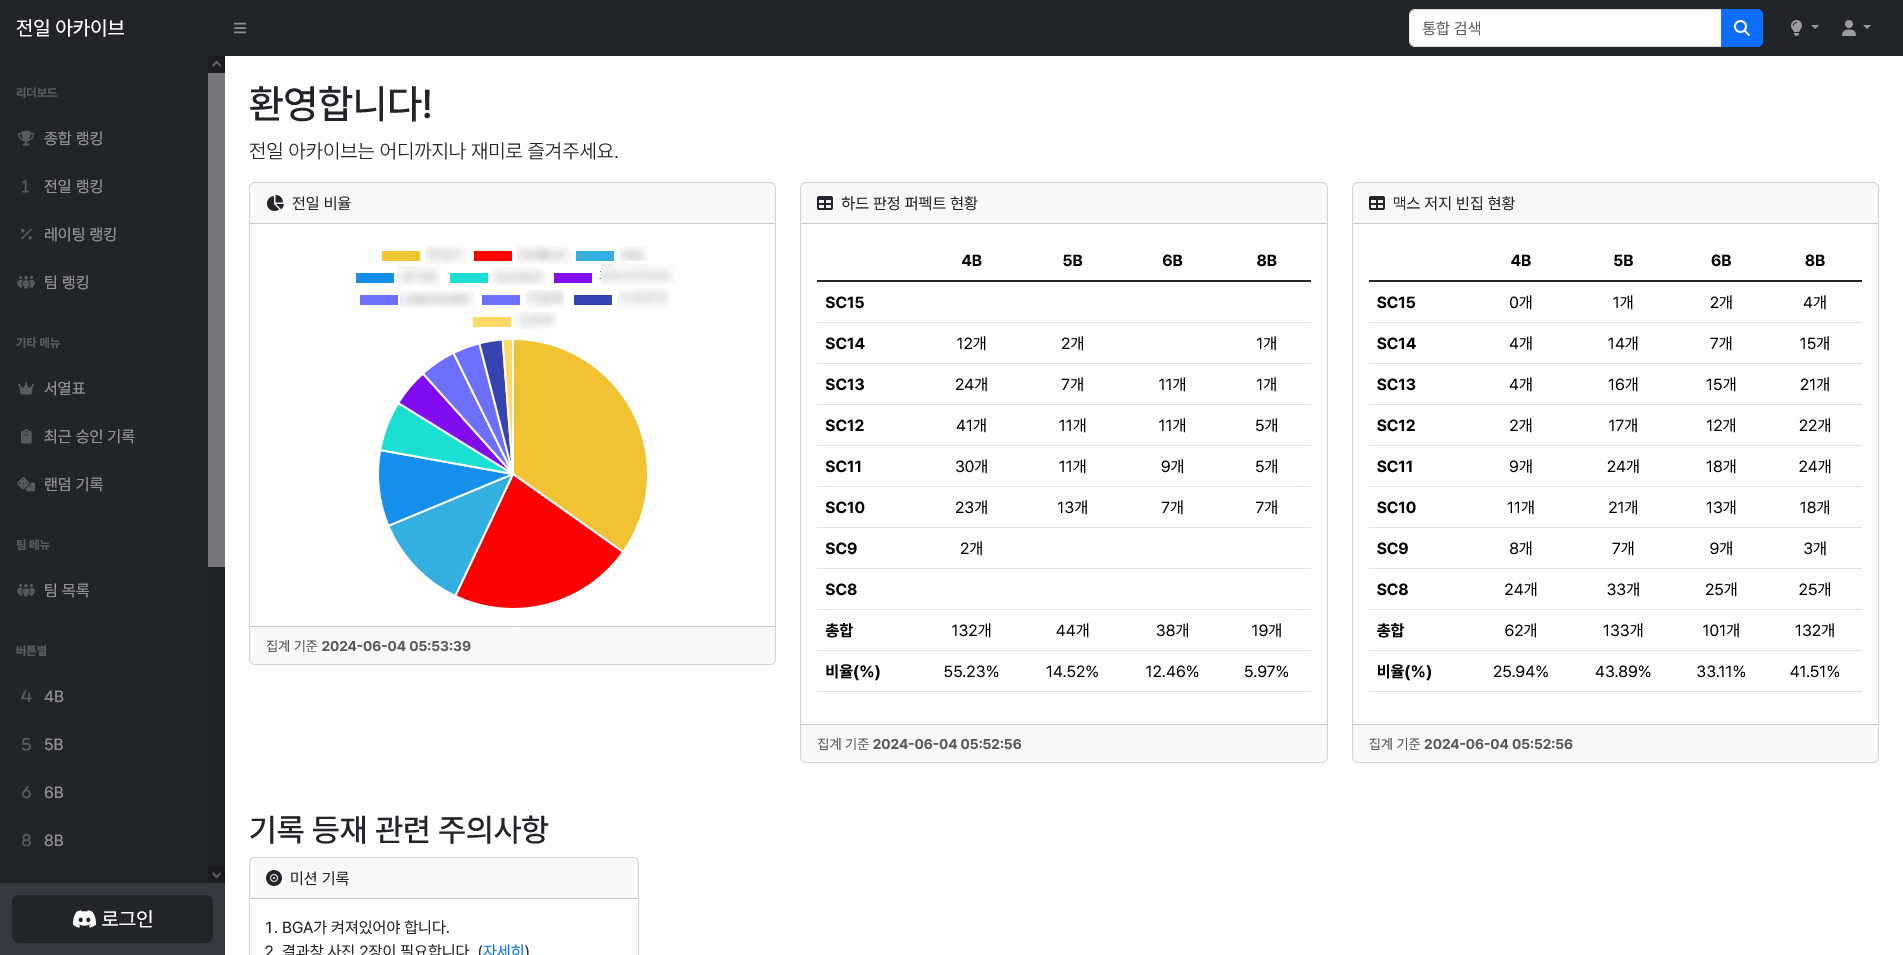 전일 아카이브
통합 검색
리더보드
종합 랭킹
1 전일 랭킹
레이팅 랭킹
팀 랭킹
기타 메뉴
서열표
최근 승인 기록
랜덤 기록
팀 메뉴
팀 목록
버튼별
4 4B
5 5B
6 6B
8 8B
로그인
환영합니다!
전일 아카이브는 어디까지나 재미로 즐겨주세요.
전일 비율
집계 기준 2024-06-04 05:53:39
하드 판정 퍼펙트 현황
4B 5B 6B 8B
SC15
SC14 12개 2개 1개
SC13 24개 7개 11개 1개
SC12 41개 11개 11개 5개
SC11 30개 11개 9개 5개
SC10 23개 13개 7개 7개
SC9 2개
SC8
총합 132개 44개 38개 19개
비율(%) 55.23% 14.52% 12.46% 5.97%
집계 기준 2024-06-04 05:52:56
맥스 저지 빈집 현황
4B 5B 6B 8B
SC15 0개 1개 2개 4개
SC14 4개 14개 7개 15개
SC13 4개 16개 15개 21개
SC12 2개 17개 12개 22개
SC11 9개 24개 18개 24개
SC10 11개 21개 13개 18개
SC9 8개 7개 9개 3개
SC8 24개 33개 25개 25개
총합 62개 133개 101개 132개
비율(%) 25.94% 43.89% 33.11% 41.51%
집계 기준 2024-06-04 05:52:56
기록 등재 관련 주의사항
미션 기록
1. BGA가 켜져있어야 합니다.
2. 결과창 사진 2장이 필요합니다. (자세히)